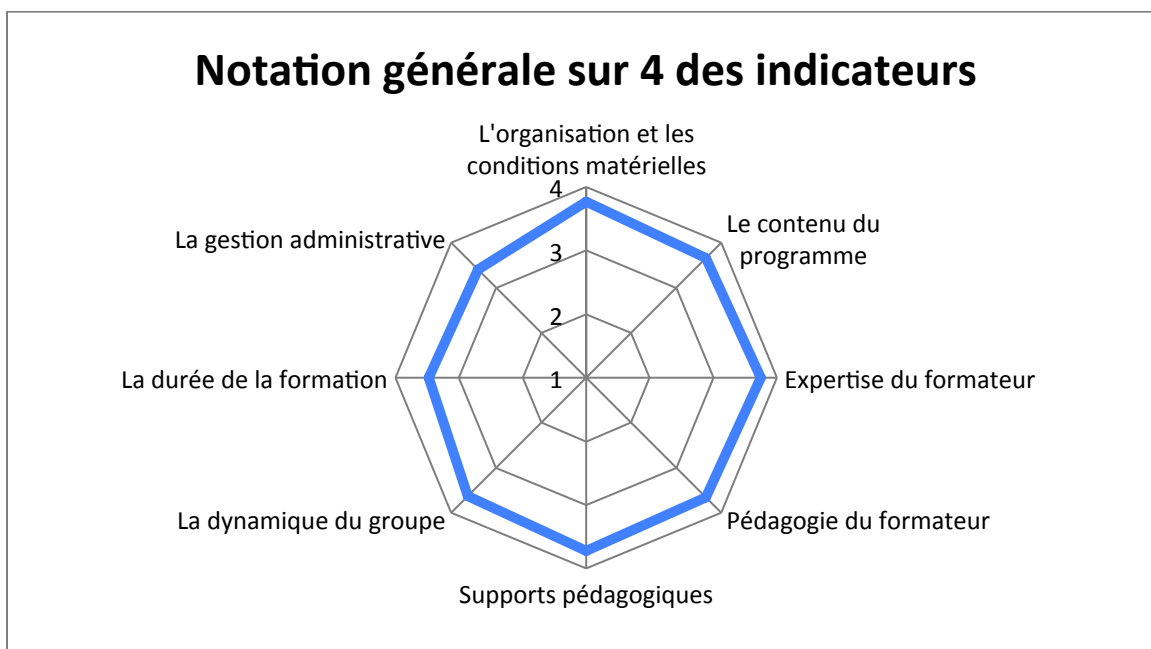 Notation générale sur 4 des indicateurs
L'organisation et les
conditions matérielles
4
La gestion administrative
Le contenu du
programme
3
2
La durée de la formation
1
Expertise du formateur
La dynamique du groupe
Pédagogie du formateur
Supports pédagogiques